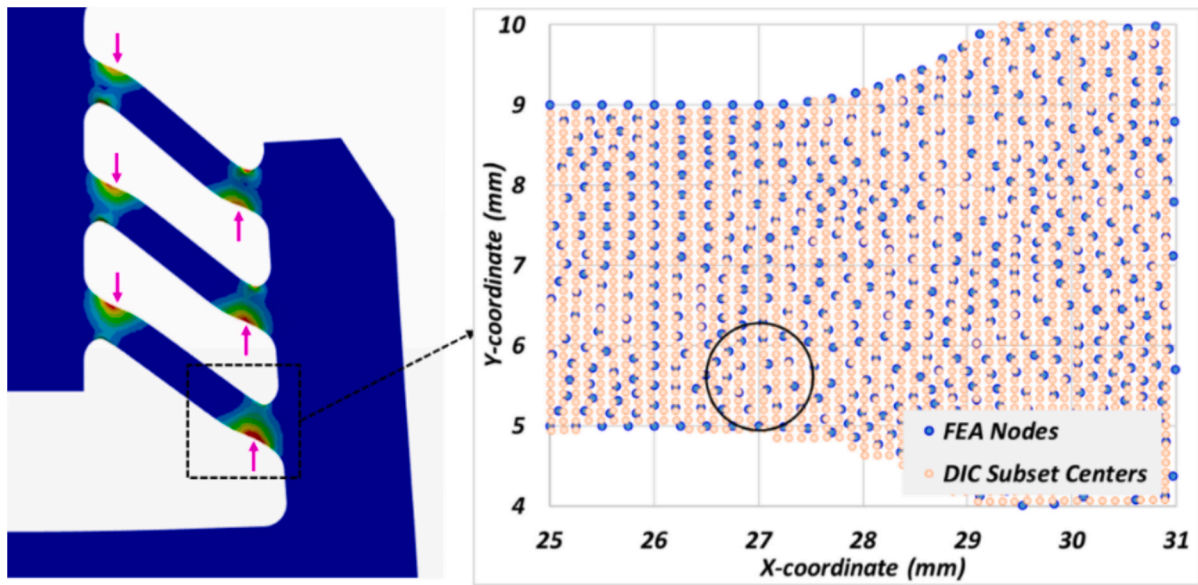 10
9
8
7
6
5
4
Y-coordinate (mm)
FEA Nodes
DIC Subset Centers
25 26 27 28 29 30 31
X-coordinate (mm)